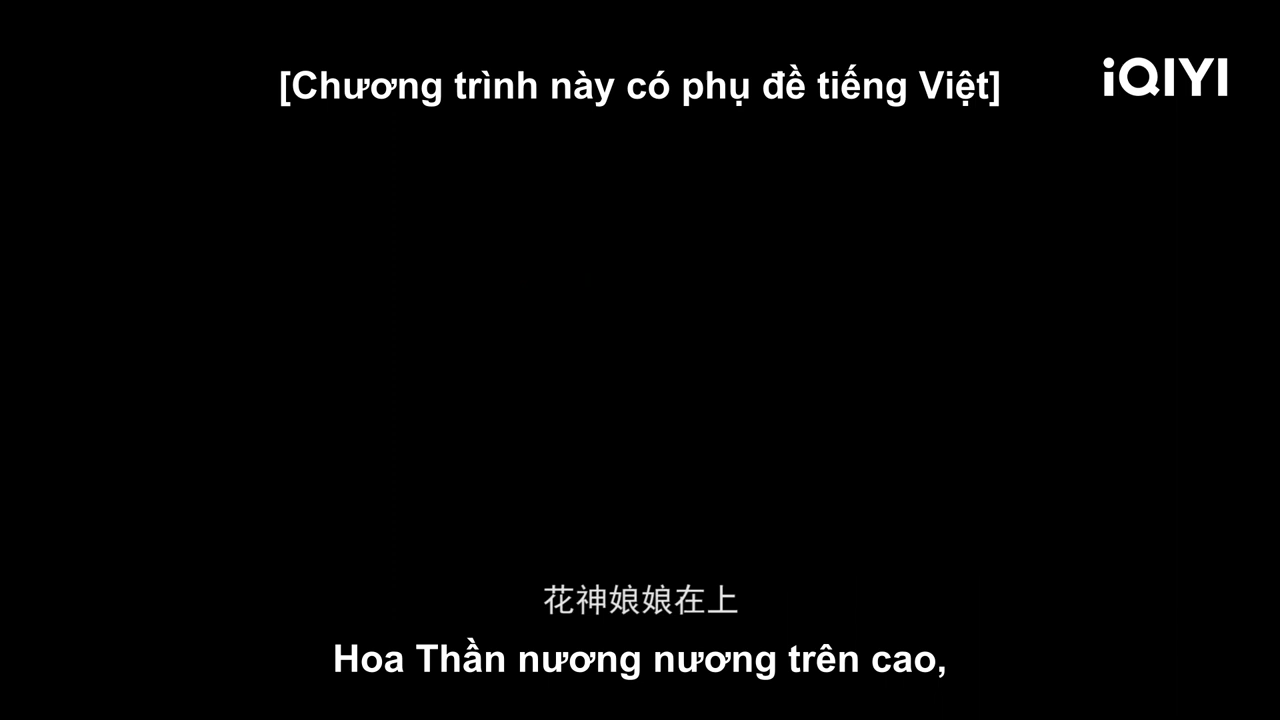 [Chương trình này có phụ đề tiếng Việt]
iQIYI
花神娘娘在上
Hoa Thần nương nương trên cao,